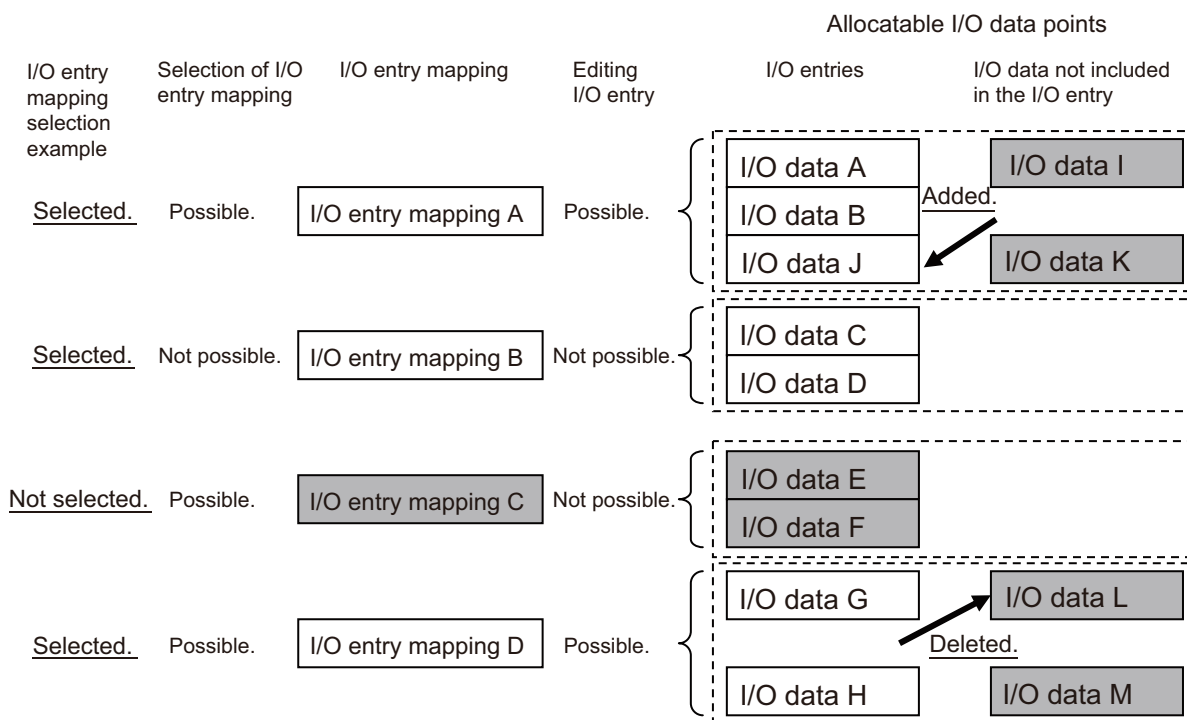 Allocatable I/O data points
I/O entry
mapping
selection
example
Selection of I/O
entry mapping
I/O entry mapping
Editing
I/O entry
I/O entries
I/O data not included
in the I/O entry
Selected.
Possible.
I/O entry mapping A
Possible.
I/O data A
I/O data B
I/O data J
Added.
I/O data I
I/O data K
Selected.
Not possible.
I/O entry mapping B
Not possible.
I/O data C
I/O data D
Not selected.
Possible.
I/O entry mapping C
Not possible.
I/O data E
I/O data F
Selected.
Possible.
I/O entry mapping D
Possible.
I/O data G
I/O data H
Deleted.
I/O data L
I/O data M